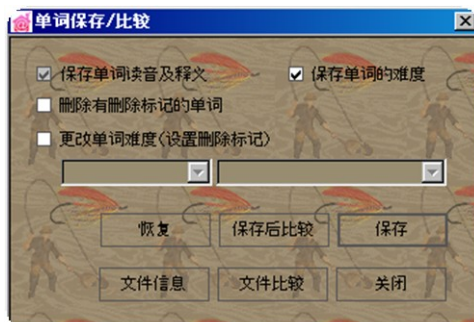 单词保存/比较
保存单词读音及释义 保存单词的难度
删除有删除标记的单词
更改单词难度(设置删除标记)
恢复 保存后比较 保存
文件信息 文件比较 关闭